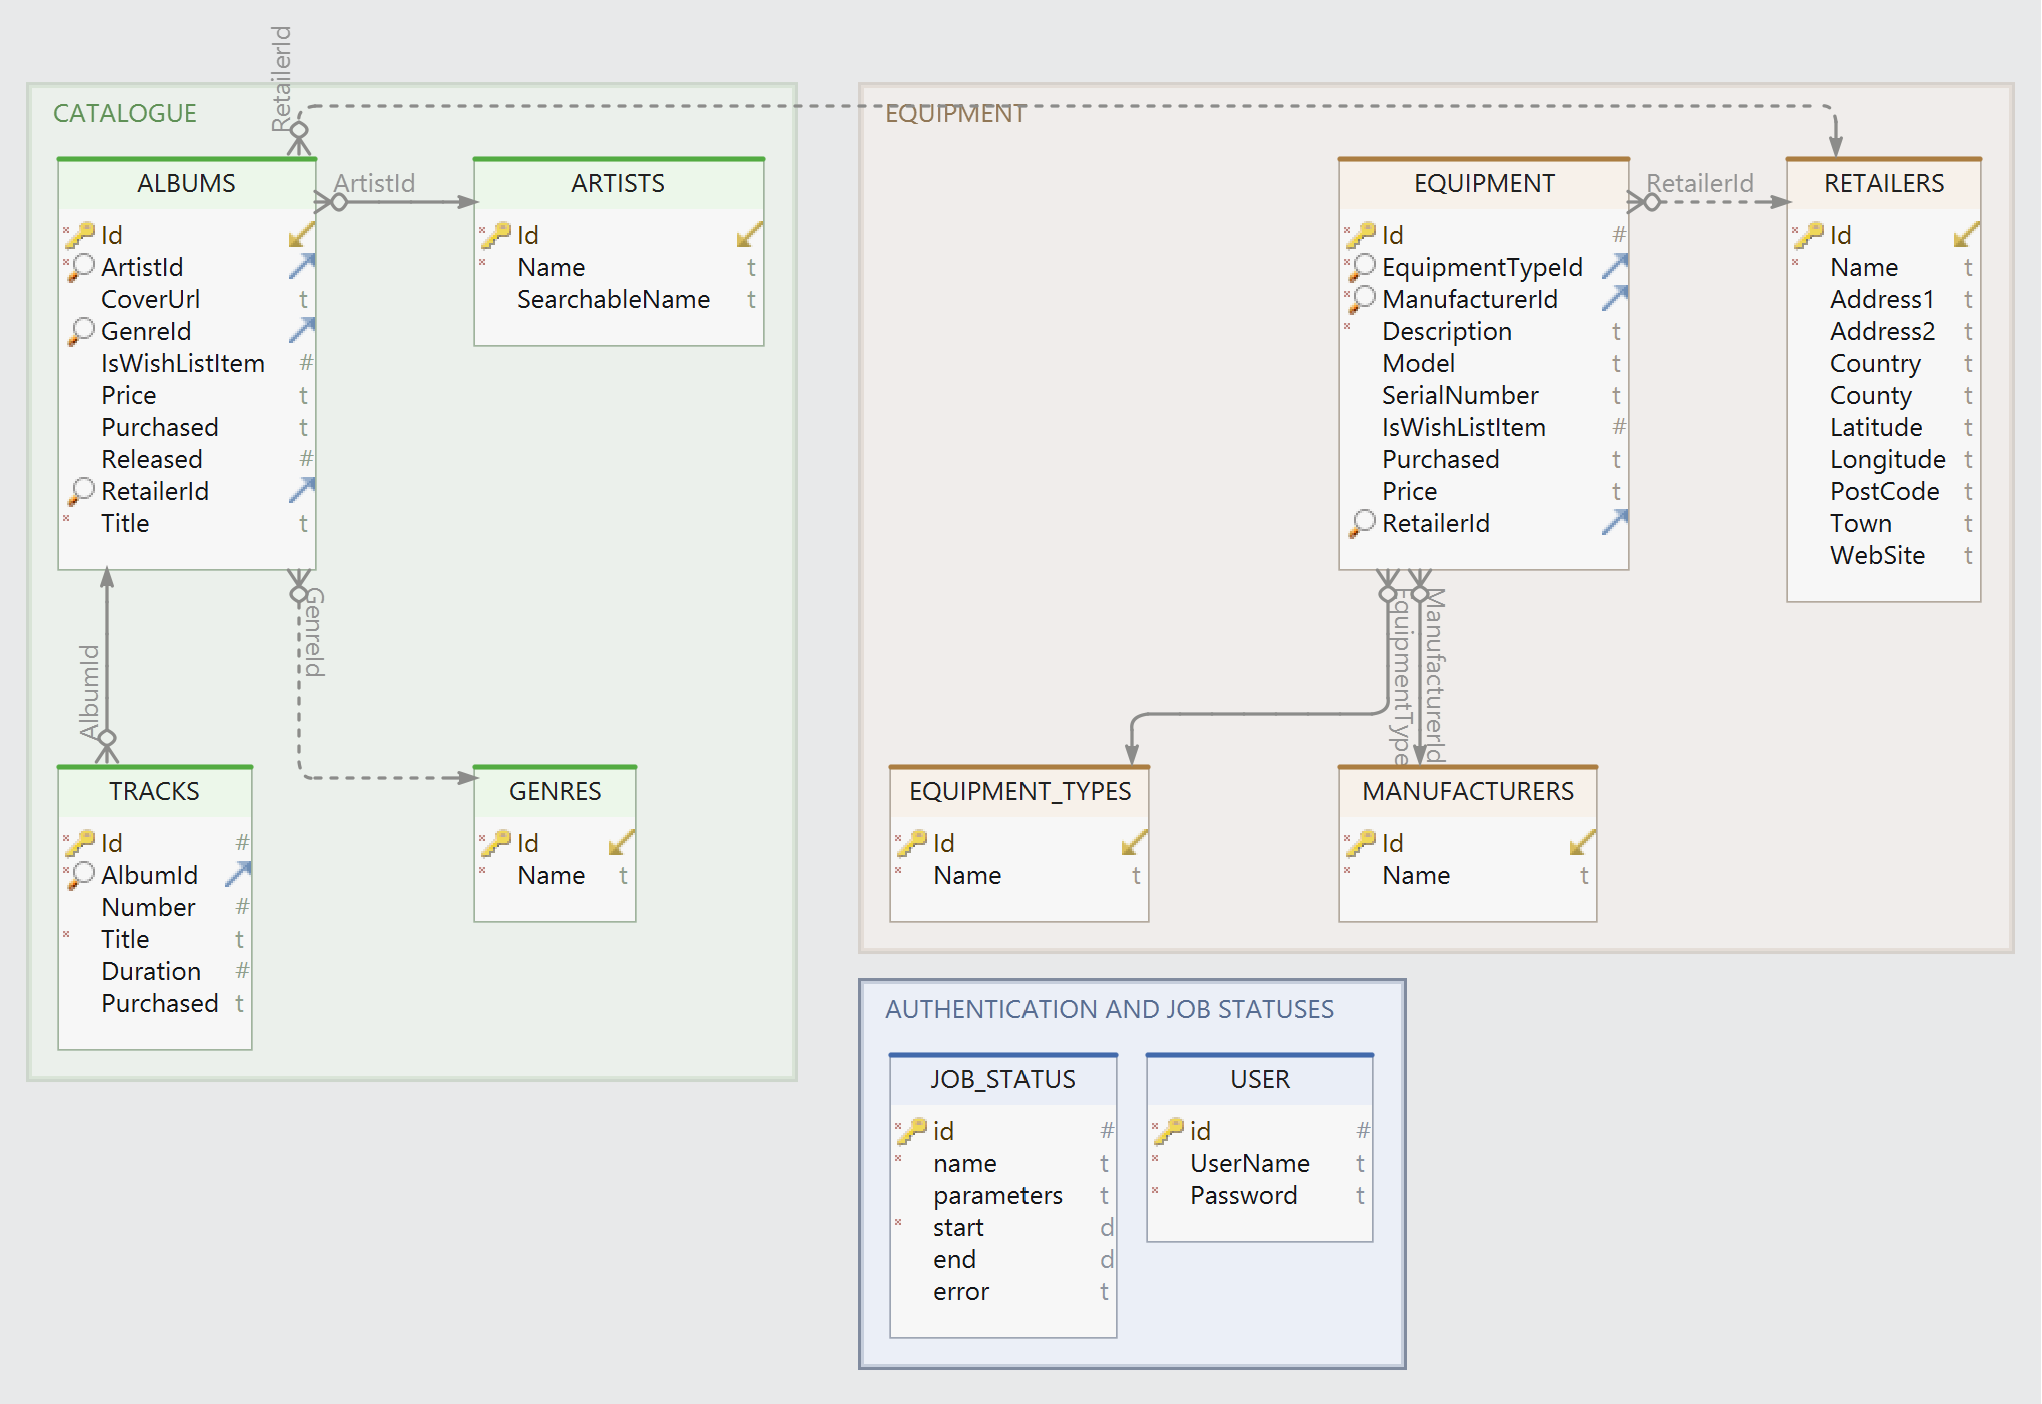 RetailerId
CATALOGUE
ALBUMS
Id
ArtistId
CoverUrl t
GenreId
IsWishListItem #
Price t
Purchased t
Released #
RetailerId
Title t
ArtistId
ARTISTS
Id
Name t
SearchableName t
AlbumId
GenreId
TRACKS
Id #
AlbumId
Number #
Title t
Duration #
Purchased t
GENRES
Id
Name t
EQUIPMENT
EQUIPMENT
Id #
EquipmentTypeId
ManufacturerId
Description t
Model t
SerialNumber t
IsWishListItem #
Purchased t
Price t
RetailerId
RetailerId
RETAILERS
Id
Name t
Address1 t
Address2 t
Country t
County t
Latitude t
Longitude t
PostCode t
Town t
WebSite t
EquipmentType
ManufacturerId
EQUIPMENT_TYPES
Id
Name t
MANUFACTURERS
Id
Name t
AUTHENTICATION AND JOB STATUSES
JOB_STATUS
id #
name t
parameters t
start d
end d
error t
USER
id #
UserName t
Password t